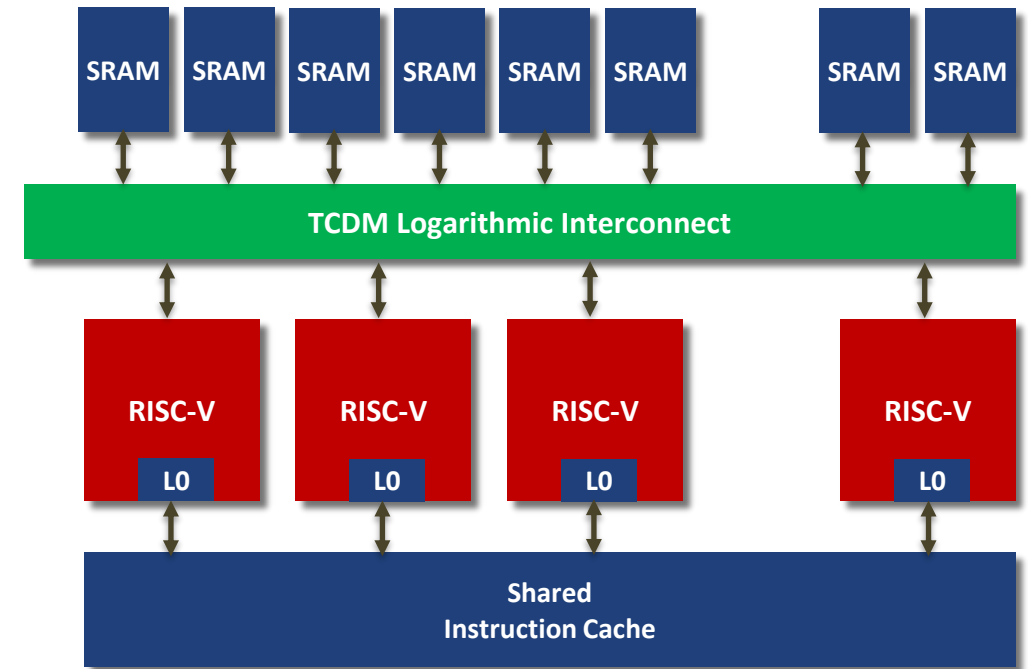 SRAM SRAM SRAM SRAM SRAM SRAM SRAM SRAM
TCDM Logarithmic Interconnect
RISC-V RISC-V RISC-V RISC-V
L0 L0 L0 L0
Shared
Instruction Cache